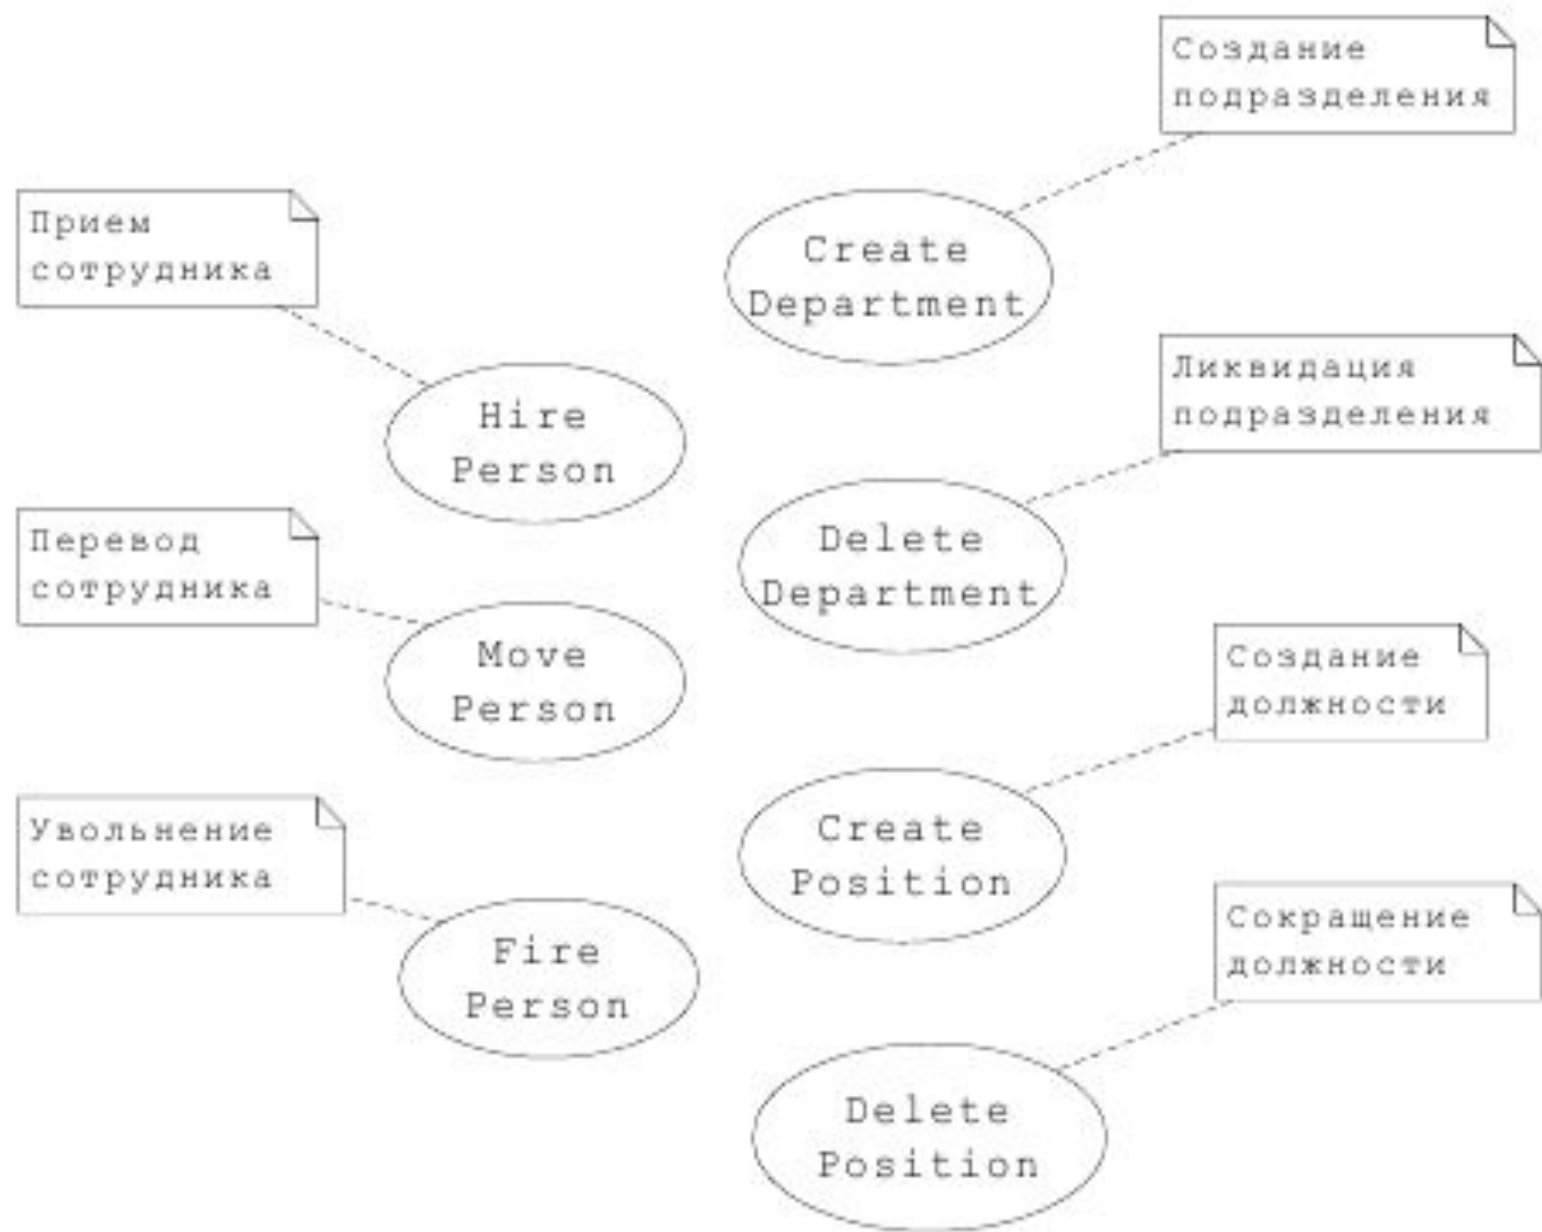 Прием
сотрудника
Hire
Person
Перевод
сотрудника
Move
Person
Увольнение
сотрудника
Fire
Person
Создание
подразделения
Create
Department
Ликвидация
подразделения
Delete
Department
Создание
должности
Create
Position
Сокращение
должности
Delete
Position